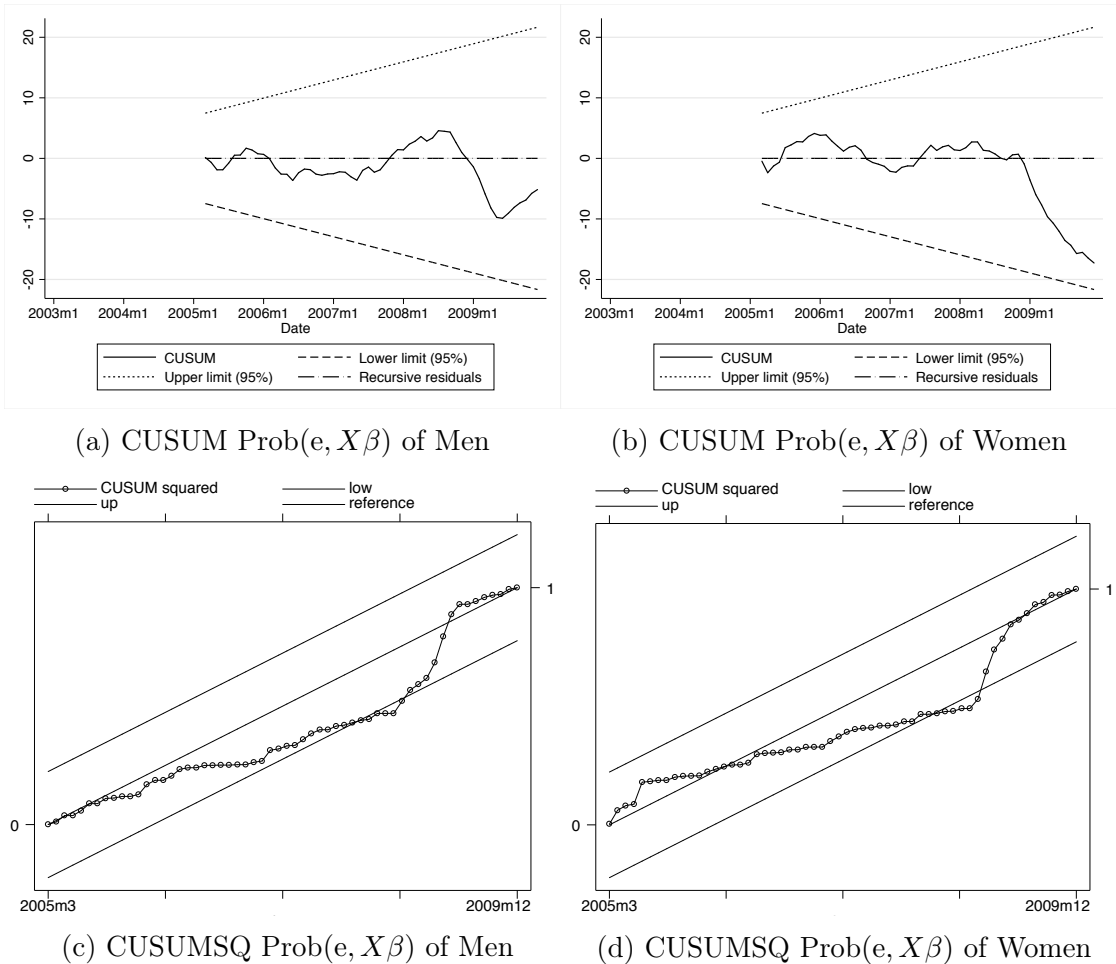 20
10
0
-10
-20
2003m1 2004m1 2005m1 2006m1 2007m1 2008m1 2009m1
Date
CUSUM Lower limit (95%)
Upper limit (95%) Recursive residuals
(a) CUSUM Prob(e, Xβ) of Men
20
10
0
-10
-20
2003m1 2004m1 2005m1 2006m1 2007m1 2008m1 2009m1
Date
CUSUM Lower limit (95%)
Upper limit (95%) Recursive residuals
(b) CUSUM Prob(e, Xβ) of Women
CUSUM squared low
up reference
1
0
2005m3 2009m12
(c) CUSUMSQ Prob(e, Xβ) of Men
CUSUM squared low
up reference
1
0
2005m3 2009m12
(d) CUSUMSQ Prob(e, Xβ) of Women